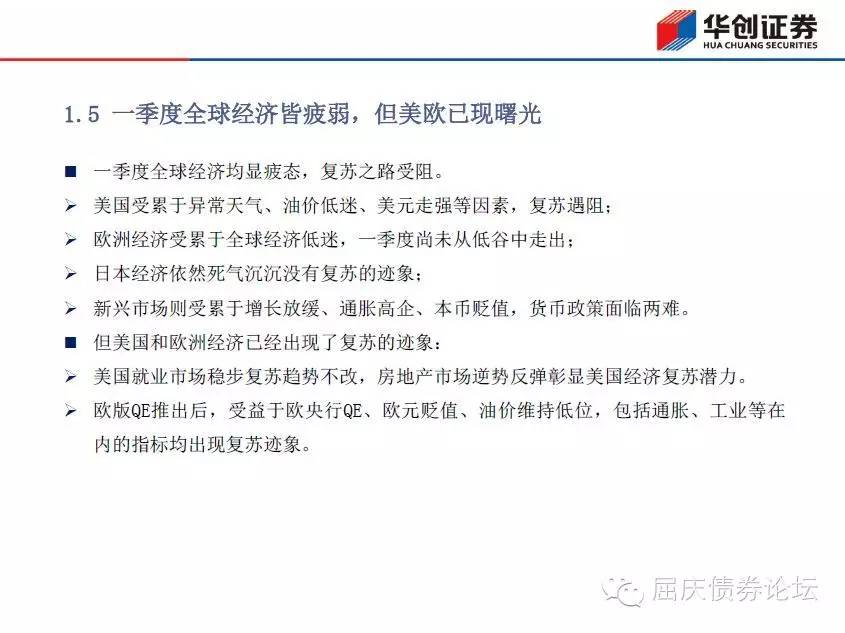 华创证券
HUA CHUANG SECURITIES
1.5 一季度全球经济皆疲弱，但美欧已现曙光
一季度全球经济均显疲态，复苏之路受阻。
美国受累于异常天气、油价低迷、美元走强等因素，复苏遇阻；
欧洲经济受累于全球经济低迷，一季度尚未从低谷中走出；
日本经济依然死气沉沉没有复苏的迹象；
新兴市场则受累于增长放缓、通胀高企、本币贬值，货币政策面临两难。
但美国和欧洲经济已经出现了复苏的迹象：
美国就业市场稳步复苏趋势不改，房地产市场逆势反弹彰显美国经济复苏潜力。
欧版QE推出后，受益于欧央行QE、欧元贬值、油价维持低位，包括通胀、工业等在
内的指标均出现复苏迹象。
屈庆债券论坛